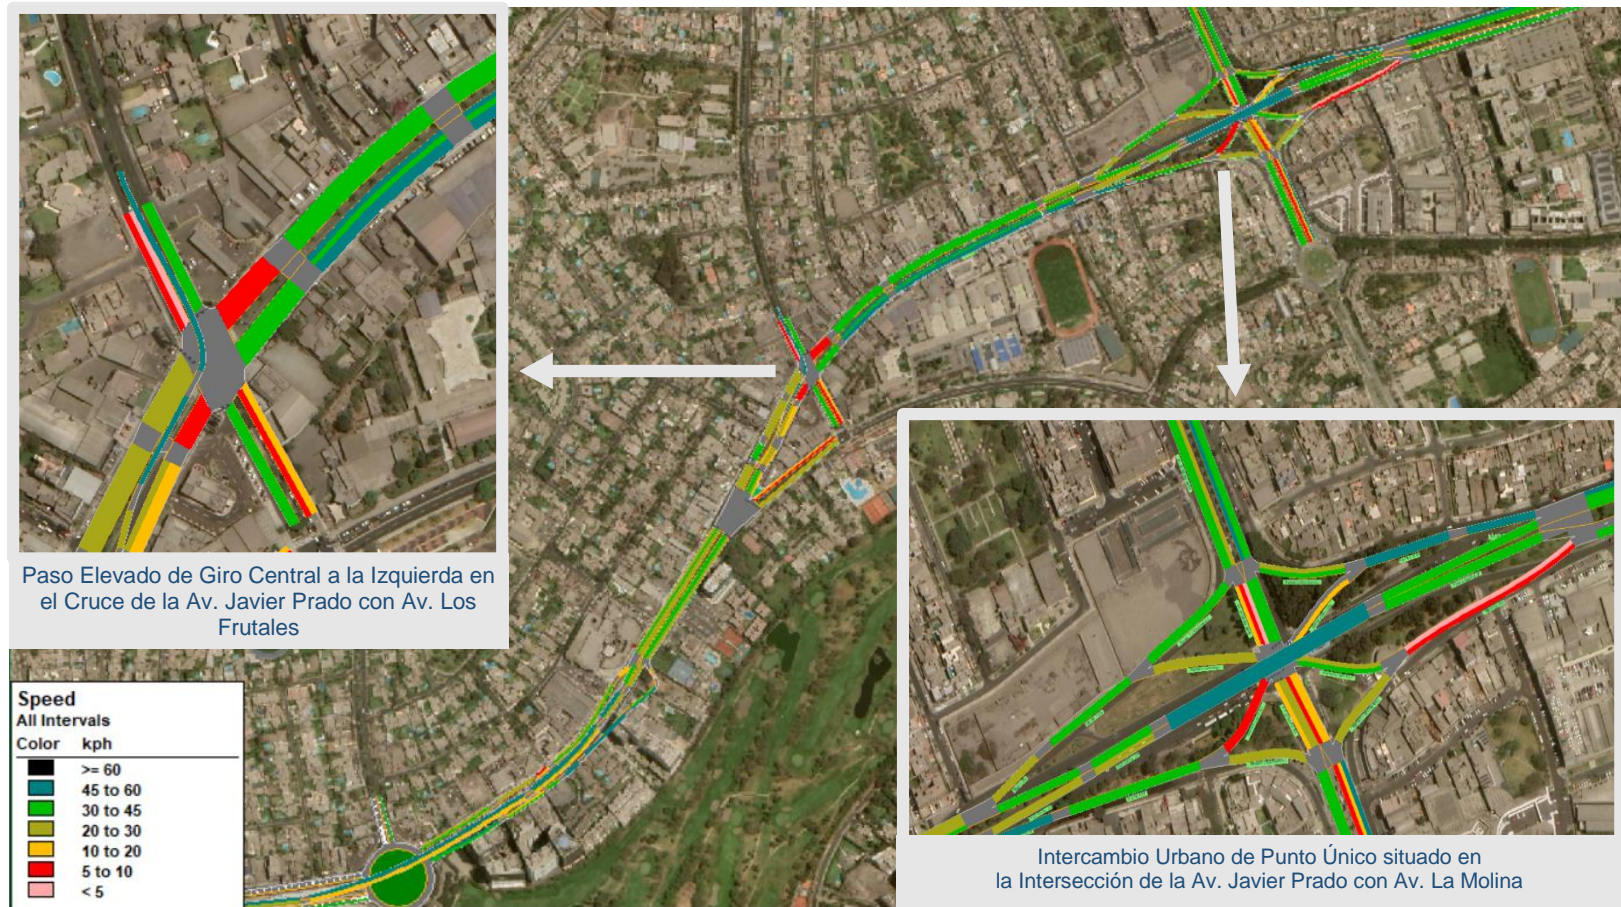 Paso Elevado de Giro Central a la Izquierda en
el Cruce de la Av. Javier Prado con Av. Los
Frutales
Speed
All Intervals
Color kph
>= 60
45 to 60
30 to 45
20 to 30
10 to 20
5 to 10
< 5
Intercambio Urbano de Punto Único situado en
la Intersección de la Av. Javier Prado con Av. La Molina